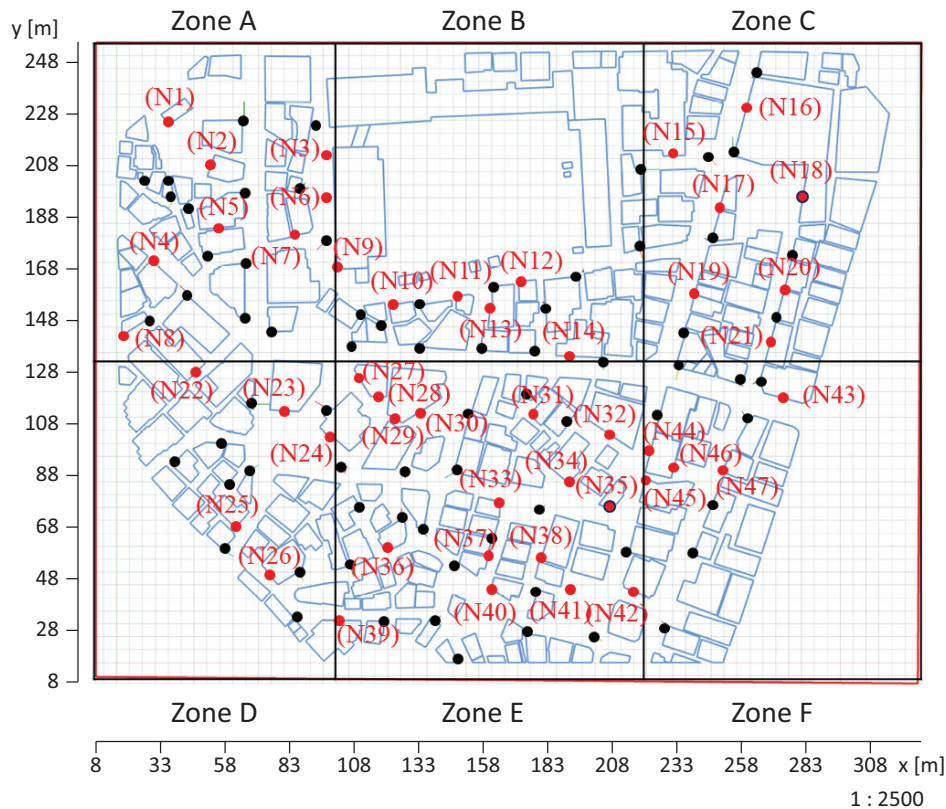 Zone A Zone B Zone C
y [m]
248
228
208
188
168
148
128
108
88
68
48
28
8
(N1)
(N2)
(N3)
(N4)
(N5)
(N6)
(N7)
(N8)
(N9)
(N10)
(N11)
(N12)
(N13)
(N14)
(N15)
(N16)
(N17)
(N18)
(N19)
(N20)
(N21)
(N22)
(N23)
(N24)
(N25)
(N26)
(N27)
(N28)
(N29)
(N30)
(N31)
(N32)
(N33)
(N34)
(N35)
(N36)
(N37)
(N38)
(N39)
(N40)
(N41)
(N42)
(N43)
(N44)
(N45)
(N46)
(N47)
Zone D Zone E Zone F
8 33 58 83 108 133 158 183 208 233 258 283 308 x [m]
1 : 2500